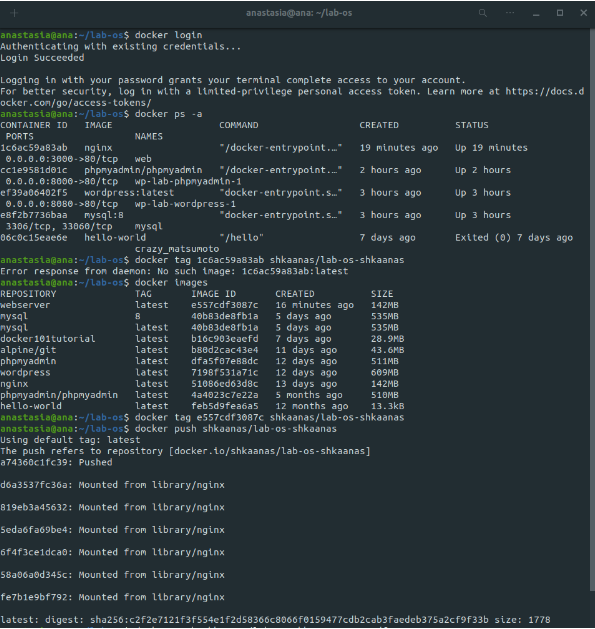 anastasia@ana: ~/lab-os
anastasia@ana:~/lab-os$ docker login
Authenticating with existing credentials...
Login Succeeded
Logging in with your password grants your terminal complete access to your account.
For better security, log in with a limited-privilege personal access token. Learn more at https://docs.d
ocker.com/go/access-tokens/
anastasia@ana:~/lab-os$ docker ps -a
CONTAINER ID   IMAGE                   COMMAND                  CREATED          STATUS
 PORTS                  NAMES
1c6ac59a83ab   nginx                   "/docker-entrypoint.…"   19 minutes ago   Up 19 minutes
 0.0.0.0:3000->80/tcp   web
cc1e9581d01c   phpmyadmin/phpmyadmin   "/docker-entrypoint.…"   2 hours ago      Up 2 hours
 0.0.0.0:8000->80/tcp   wp-lab-phpmyadmin-1
ef39a06402f5   wordpress:latest        "docker-entrypoint.s…"   3 hours ago      Up 3 hours
 0.0.0.0:8080->80/tcp   wp-lab-wordpress-1
e8f2b7736baa   mysql:8                 "docker-entrypoint.s…"   3 hours ago      Up 3 hours
 3306/tcp, 33060/tcp    mysql
06c0c15eae6e   hello-world             "/hello"                 7 days ago       Exited (0) 7 days ago
                        crazy_matsumoto
anastasia@ana:~/lab-os$ docker tag 1c6ac59a83ab shkaanas/lab-os-shkaanas
Error response from daemon: No such image: 1c6ac59a83ab:latest
anastasia@ana:~/lab-os$ docker images
REPOSITORY              TAG       IMAGE ID       CREATED          SIZE
webserver               latest    e557cdf3087c   16 minutes ago   142MB
mysql                   8         40b83de8fb1a   5 days ago       535MB
mysql                   latest    40b83de8fb1a   5 days ago       535MB
docker101tutorial       latest    b16c903eaefd   7 days ago       28.9MB
alpine/git              latest    b80d2cac43e4   11 days ago      43.6MB
phpmyadmin              latest    dfa5f07e88dc   12 days ago      511MB
wordpress               latest    7198f531a71c   12 days ago      609MB
nginx                   latest    51086ed63d8c   13 days ago      142MB
phpmyadmin/phpmyadmin   latest    4a4023c7e22a   5 months ago     510MB
hello-world             latest    feb5d9fea6a5   12 months ago    13.3kB
anastasia@ana:~/lab-os$ docker tag e557cdf3087c shkaanas/lab-os-shkaanas
anastasia@ana:~/lab-os$ docker push shkaanas/lab-os-shkaanas
Using default tag: latest
The push refers to repository [docker.io/shkaanas/lab-os-shkaanas]
a74360c1fc39: Pushed
d6a3537fc36a: Mounted from library/nginx
819eb3a45632: Mounted from library/nginx
5eda6fa69be4: Mounted from library/nginx
6f4f3ce1dca0: Mounted from library/nginx
58a06a0d345c: Mounted from library/nginx
fe7b1e9bf792: Mounted from library/nginx
latest: digest: sha256:c2f2e7121f3f554e1f2d58366c8066f0159477cdb2cab3faedeb375a2cf9f33b size: 1778